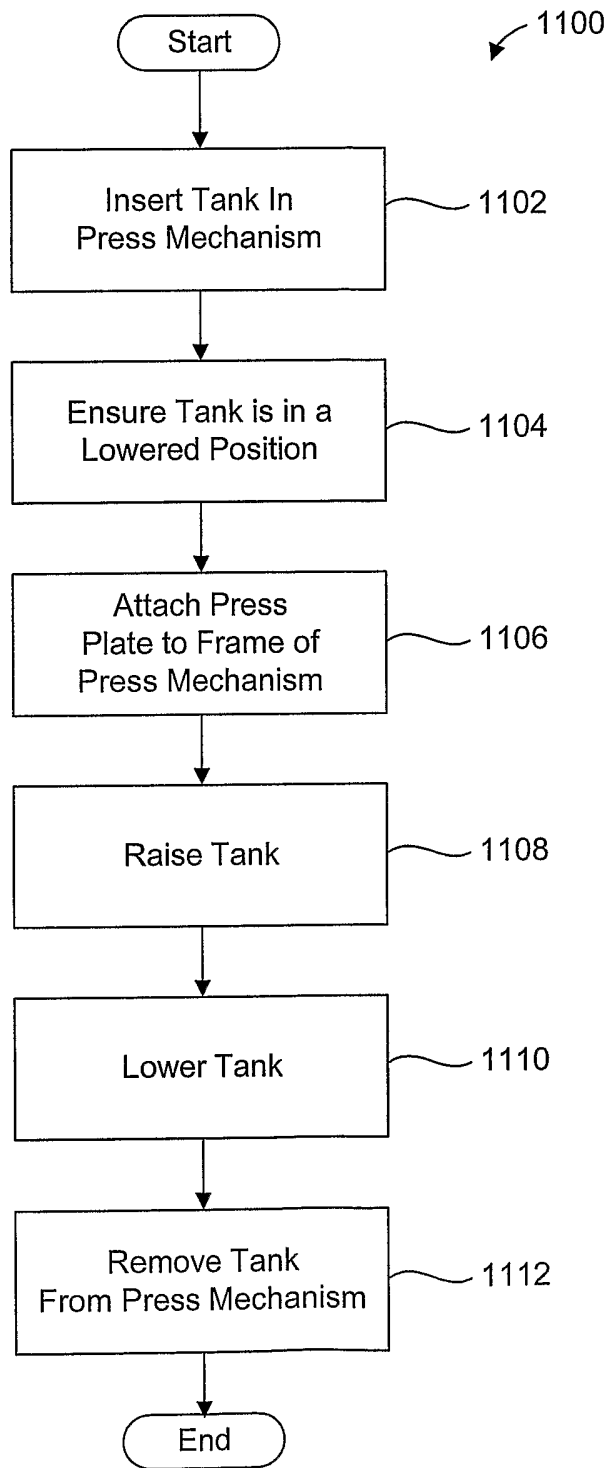 Start
1100
Insert Tank In
Press Mechanism
1102
Ensure Tank is in a
Lowered Position
1104
Attach Press
Plate to Frame of
Press Mechanism
1106
Raise Tank
1108
Lower Tank
1110
Remove Tank
From Press Mechanism
1112
End